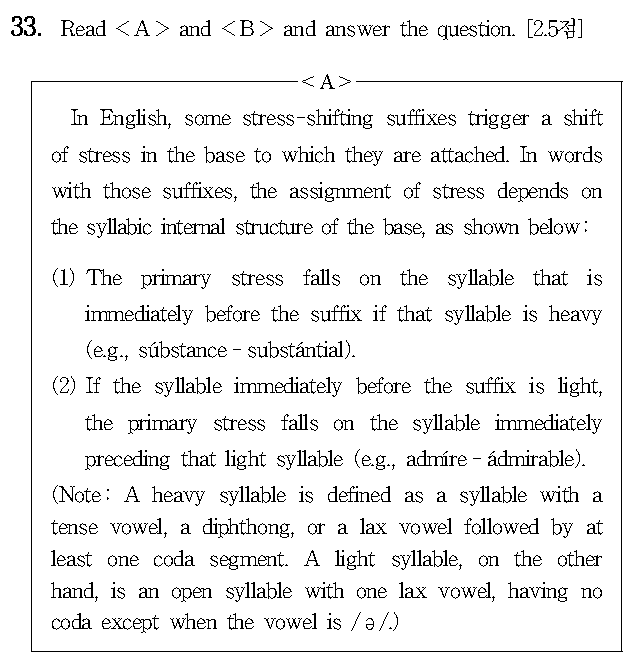 33. Read <A> and <B> and answer the question. [2.5점]
<A>
In English, some stress-shifting suffixes trigger a shift
of stress in the base to which they are attached. In words
with those suffixes, the assignment of stress depends on
the syllabic internal structure of the base, as shown below:
(1) The primary stress falls on the syllable that is
immediately before the suffix if that syllable is heavy
(e.g., súbstance - substántial).
(2) If the syllable immediately before the suffix is light,
the primary stress falls on the syllable immediately
preceding that light syllable (e.g., admíre - ádmirable).
(Note: A heavy syllable is defined as a syllable with a
tense vowel, a diphthong, or a lax vowel followed by at
least one coda segment. A light syllable, on the other
hand, is an open syllable with one lax vowel, having no
coda except when the vowel is /ə/.)